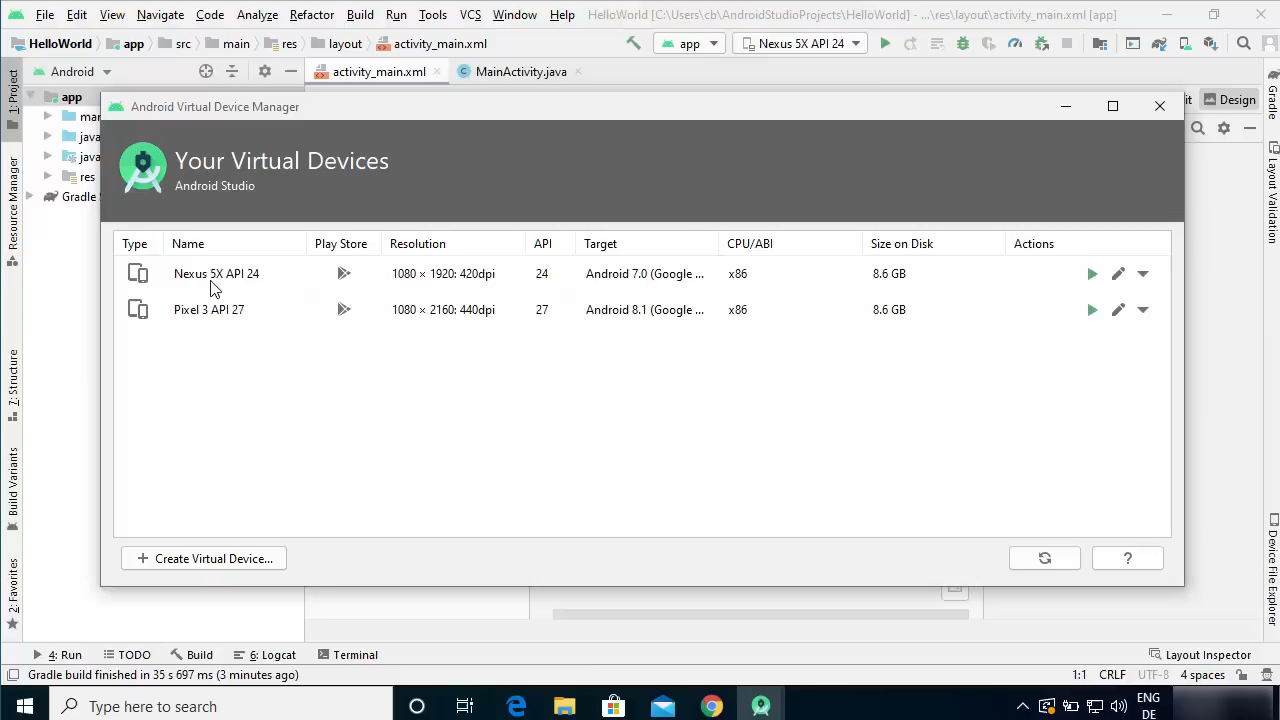 File Edit View Navigate Code Analyze Refactor Build Run Tools VCS Window Help HelloWorld [C:\Users\cb\AndroidStudioProjects\HelloWorld] - ...\res\layout\activity_main.xml [app]
HelloWorld app src main res layout activity_main.xml app Nexus 5X API 24
Android activity_main.xml MainActivity.java
1: Project
Resource Manager
7: Structure
Build Variants
2: Favorites
app
java
java
res
Gradle
Android Virtual Device Manager
Your Virtual Devices
Android Studio
Type Name Play Store Resolution API Target CPU/ABI Size on Disk Actions
Nexus 5X API 24 1080 × 1920: 420dpi 24 Android 7.0 (Google ... x86 8.6 GB
Pixel 3 API 27 1080 × 2160: 440dpi 27 Android 8.1 (Google ... x86 8.6 GB
+ Create Virtual Device... ?
Design
Gradle
Layout Validation
Device File Explorer
4: Run TODO Build 6: Logcat Terminal Layout Inspector
Gradle build finished in 35 s 697 ms (3 minutes ago) 1:1 CRLF UTF-8 4 spaces
Type here to search
ENG
DE